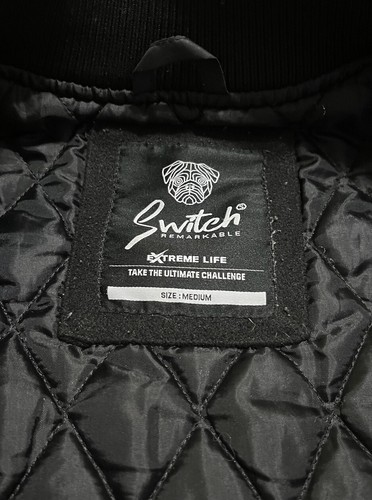 Switch
REMARKABLE
EXTREME LIFE
TAKE THE ULTIMATE CHALLENGE
SIZE : MEDIUM